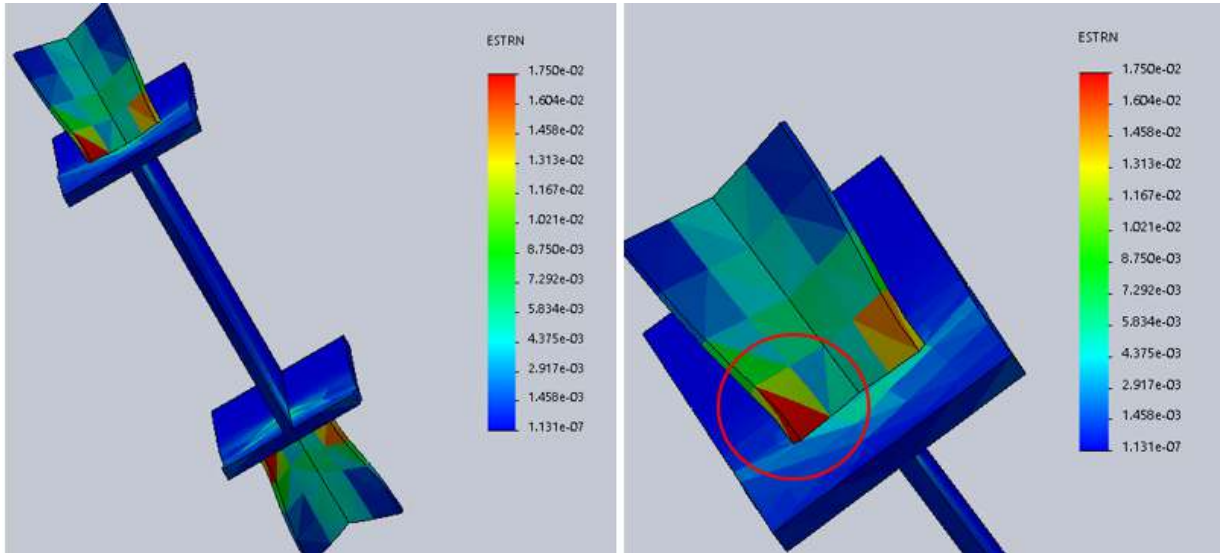 ESTRN
1.750e-02
1.604e-02
1.458e-02
1.313e-02
1.167e-02
1.021e-02
8.750e-03
7.292e-03
5.834e-03
4.375e-03
2.917e-03
1.458e-03
1.131e-07
ESTRN
1.750e-02
1.604e-02
1.458e-02
1.313e-02
1.167e-02
1.021e-02
8.750e-03
7.292e-03
5.834e-03
4.375e-03
2.917e-03
1.458e-03
1.131e-07